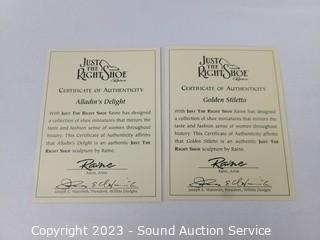 JUST
THE
RIGHT SHOE
by Raine
CERTIFICATE OF AUTHENTICITY
Alladin's Delight
With JUST THE RIGHT SHOE Raine has designed
a collection of shoe miniatures that mirrors the
taste and fashion sense of women throughout
history. This Certificate of Authenticity affirms
that Alladin's Delight is an authentic JUST THE
RIGHT SHOE sculpture by Raine.
Raine
Raine, Artist
Joseph E. Walmsth, President, Willitts Designs
JUST
THE
RIGHT SHOE
by Raine
CERTIFICATE OF AUTHENTICITY
Golden Stiletto
With JUST THE RIGHT SHOE Raine has designed
a collection of shoe miniatures that mirrors the
taste and fashion sense of women throughout
history. This Certificate of Authenticity affirms
that Golden Stiletto is an authentic JUST THE
RIGHT SHOE sculpture by Raine.
Raine
Raine, Artist
Joseph E. President, Willitts Designs
Copyright 2023 - Sound Auction Service